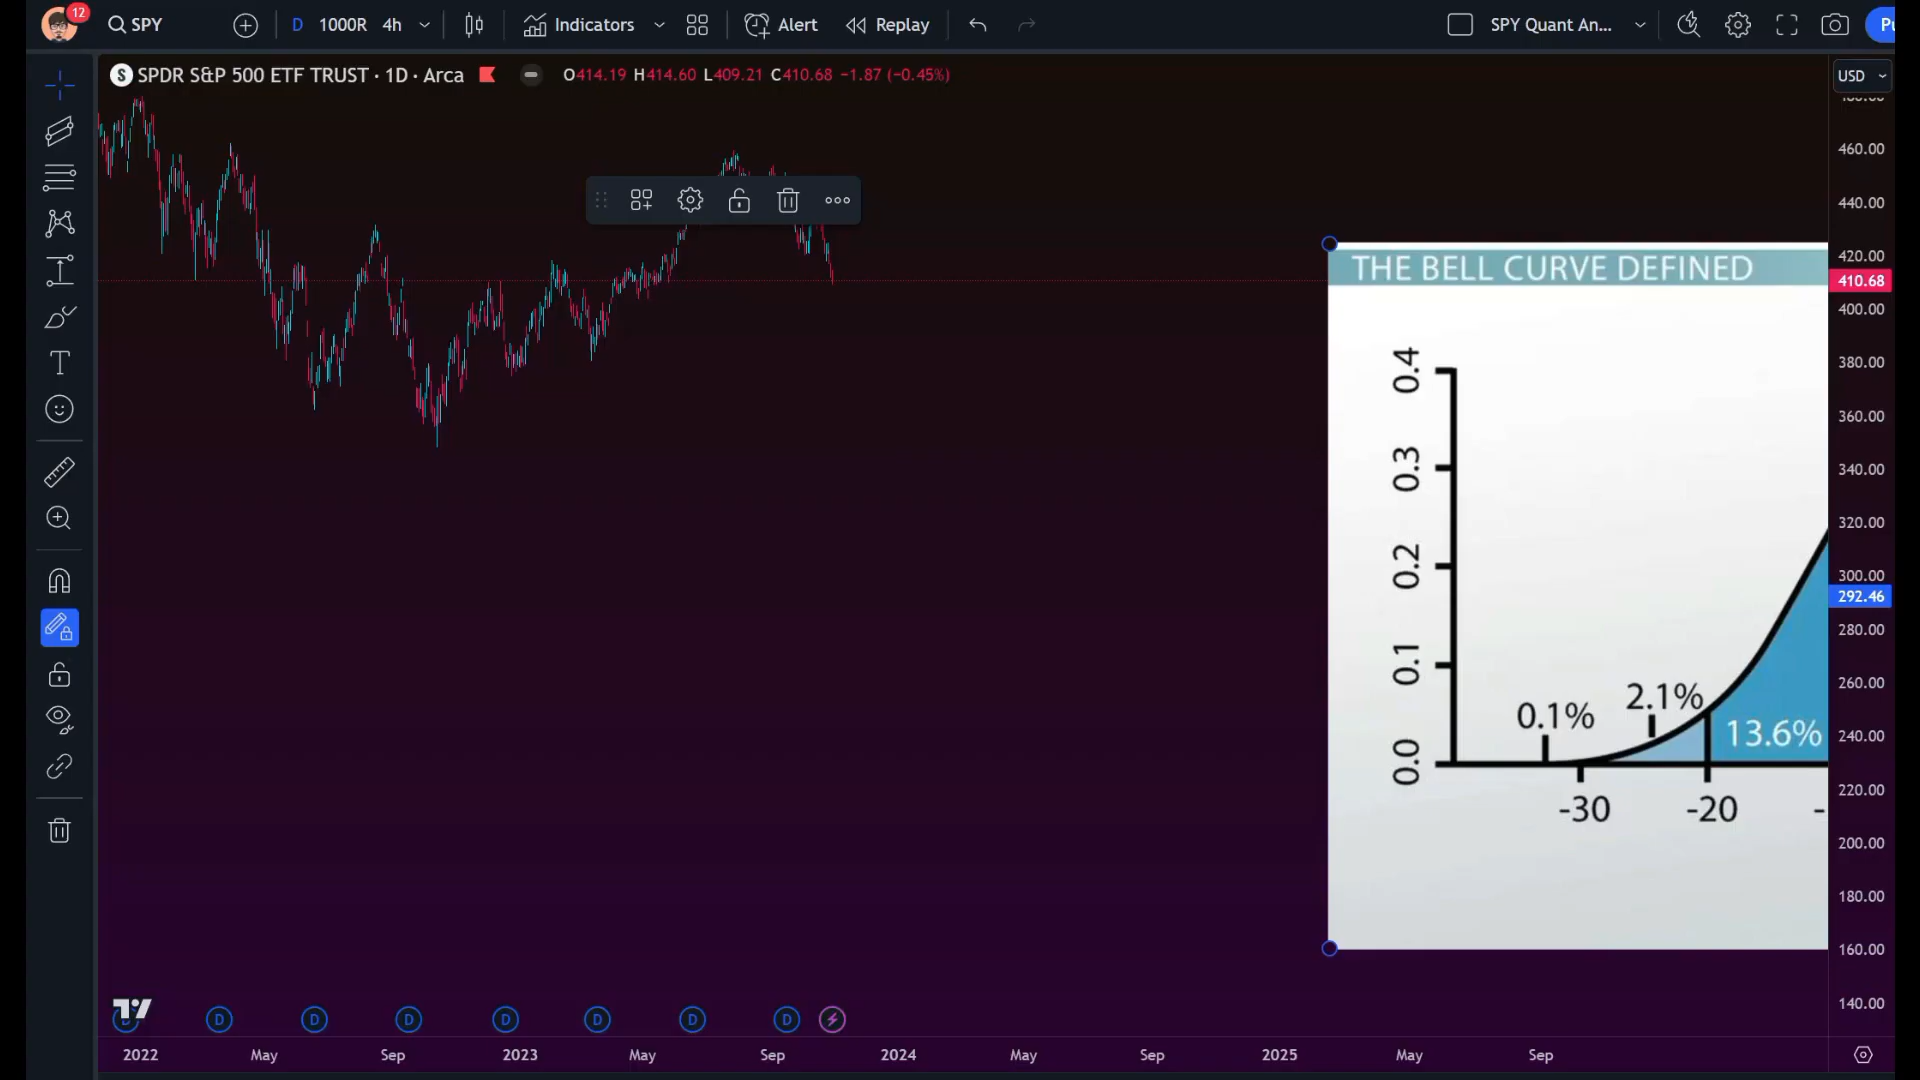 12
SPY
D 1000R 4h
Indicators
Alert
Replay
SPY Quant An...
SPDR S&P 500 ETF TRUST · 1D · Arca
O414.19 H414.60 L409.21 C410.68 −1.87 (−0.45%)
USD
460.00
440.00
420.00
410.68
400.00
380.00
360.00
340.00
320.00
300.00
292.46
280.00
260.00
240.00
220.00
200.00
180.00
160.00
140.00
THE BELL CURVE DEFINED
0.4
0.3
0.2
0.1
0.0
0.1%
2.1%
13.6%
-30
-20
-
D D D D D D D D
2022 May Sep 2023 May Sep 2024 May Sep 2025 May Sep